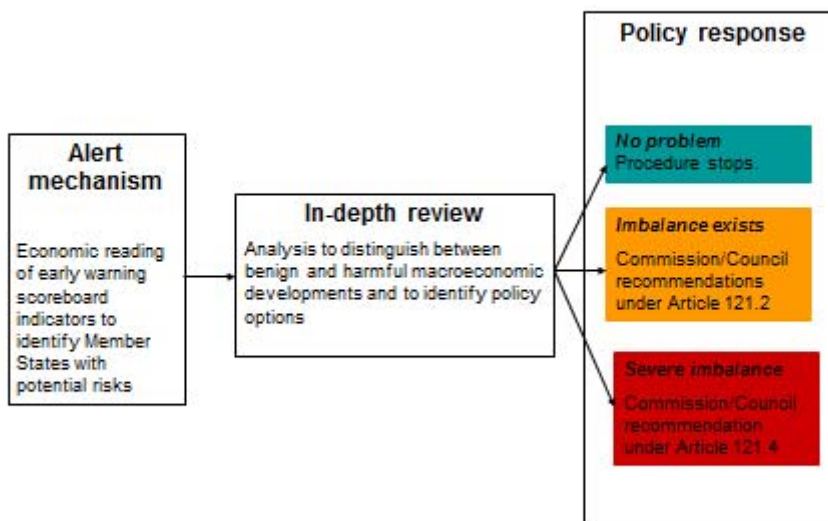 Alert
mechanism
Economic reading
of early warning
scoreboard
indicators to
identify Member
States with
potential risks
In-depth review
Analysis to distinguish between
benign and harmful macroeconomic
developments and to identify policy
options
Policy response
No problem
Procedure stops.
Imbalance exists
Commission/Council
recommendations
under Article 121.2
Severe imbalance
Commission/Council
recommendation
under Article 121.4